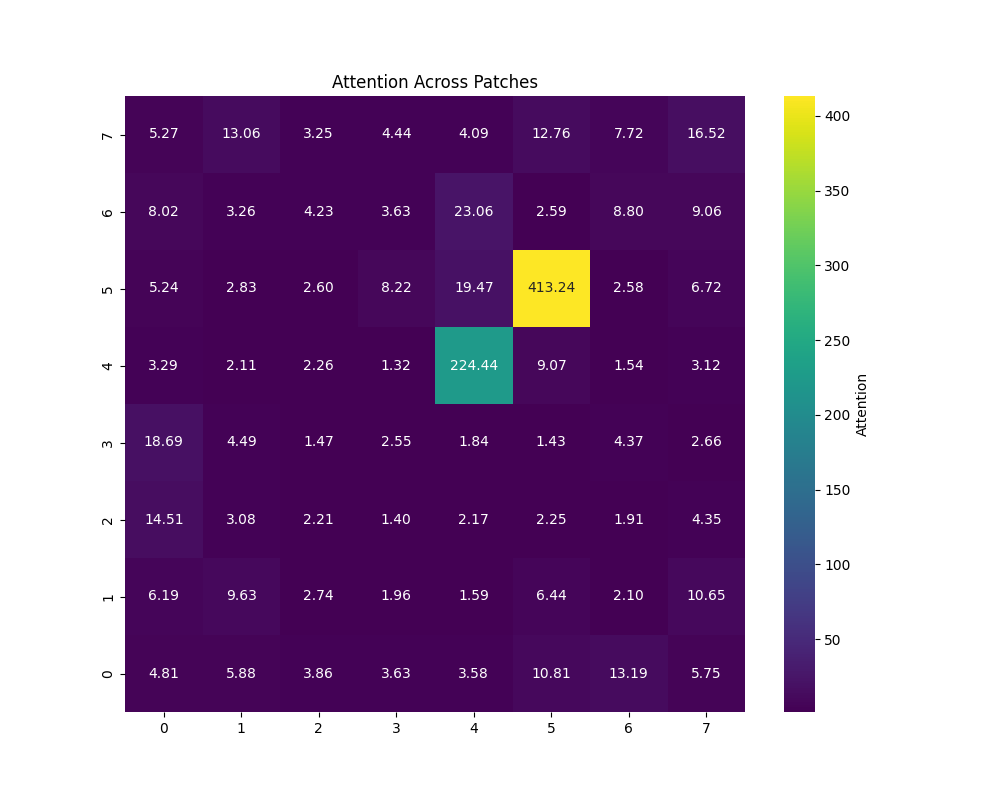 Attention Across Patches
7 5.27 13.06 3.25 4.44 4.09 12.76 7.72 16.52
6 8.02 3.26 4.23 3.63 23.06 2.59 8.80 9.06
5 5.24 2.83 2.60 8.22 19.47 413.24 2.58 6.72
4 3.29 2.11 2.26 1.32 224.44 9.07 1.54 3.12
3 18.69 4.49 1.47 2.55 1.84 1.43 4.37 2.66
2 14.51 3.08 2.21 1.40 2.17 2.25 1.91 4.35
1 6.19 9.63 2.74 1.96 1.59 6.44 2.10 10.65
0 4.81 5.88 3.86 3.63 3.58 10.81 13.19 5.75
0 1 2 3 4 5 6 7
400
350
300
250
200
150
100
50
Attention